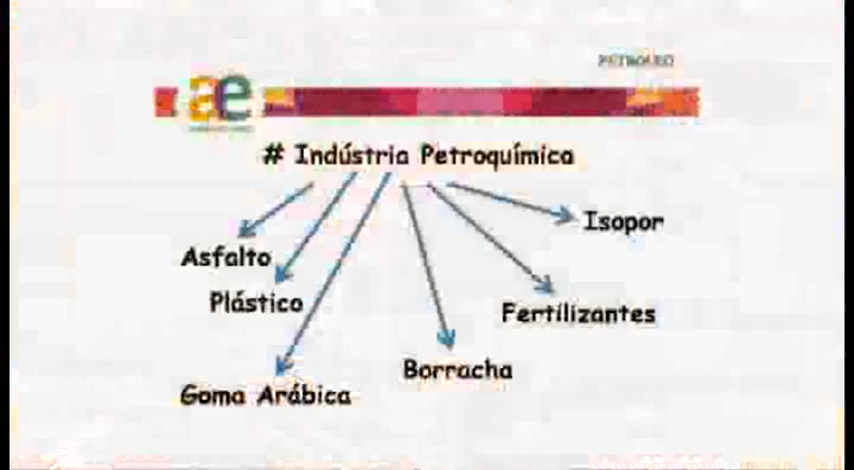 PETRÓLEO
ae
# Indústria Petroquímica
Isopor
Asfalto
Plástico
Fertilizantes
Borracha
Goma Arábica